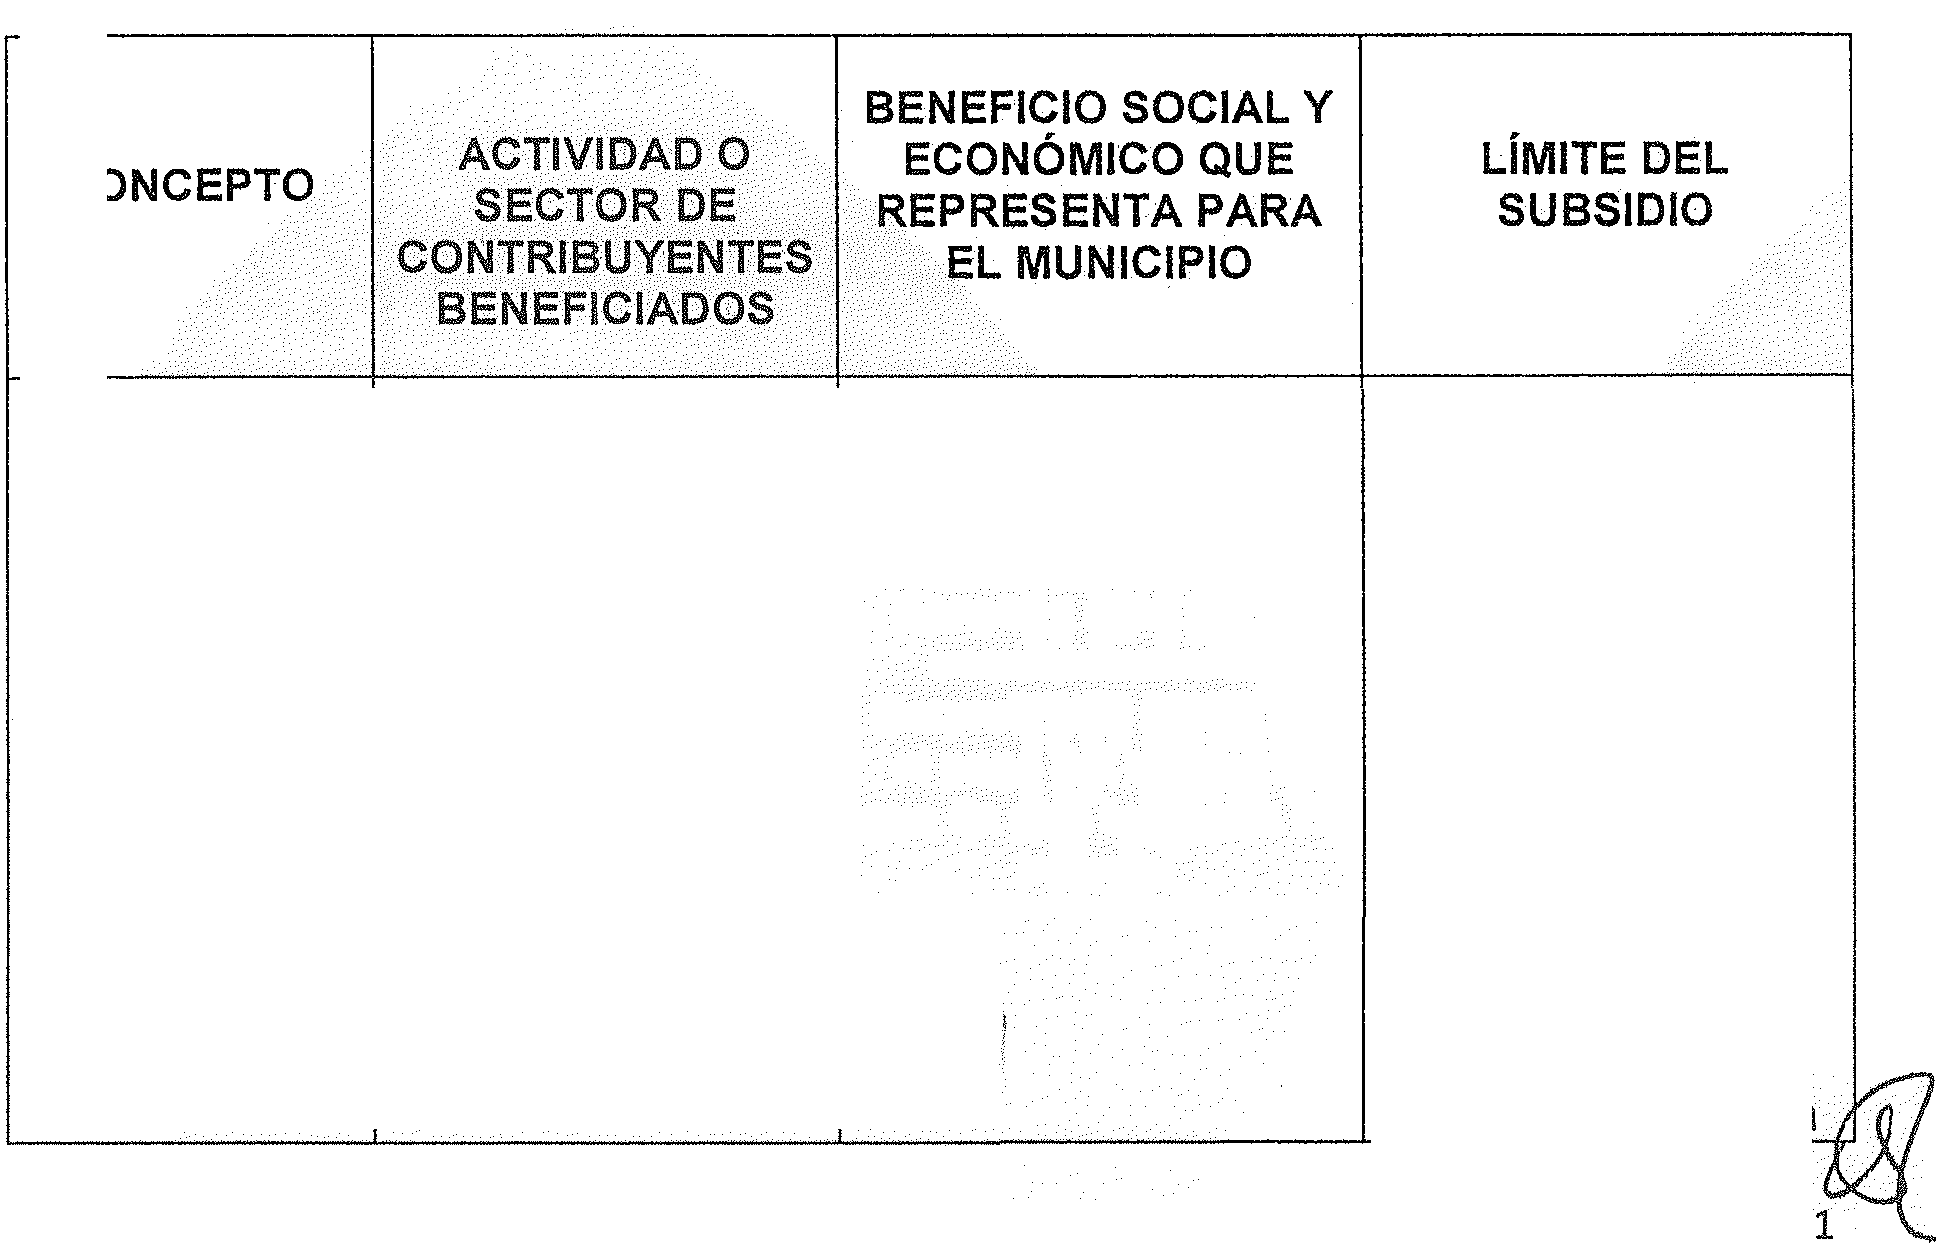 ONCEPTO
ACTIVIDAD O
SECTOR DE
CONTRIBUYENTES
BENEFICIADOS
BENEFICIO SOCIAL Y
ECONÓMICO QUE
REPRESENTA PARA
EL MUNICIPIO
LÍMITE DEL
SUBSIDIO
1